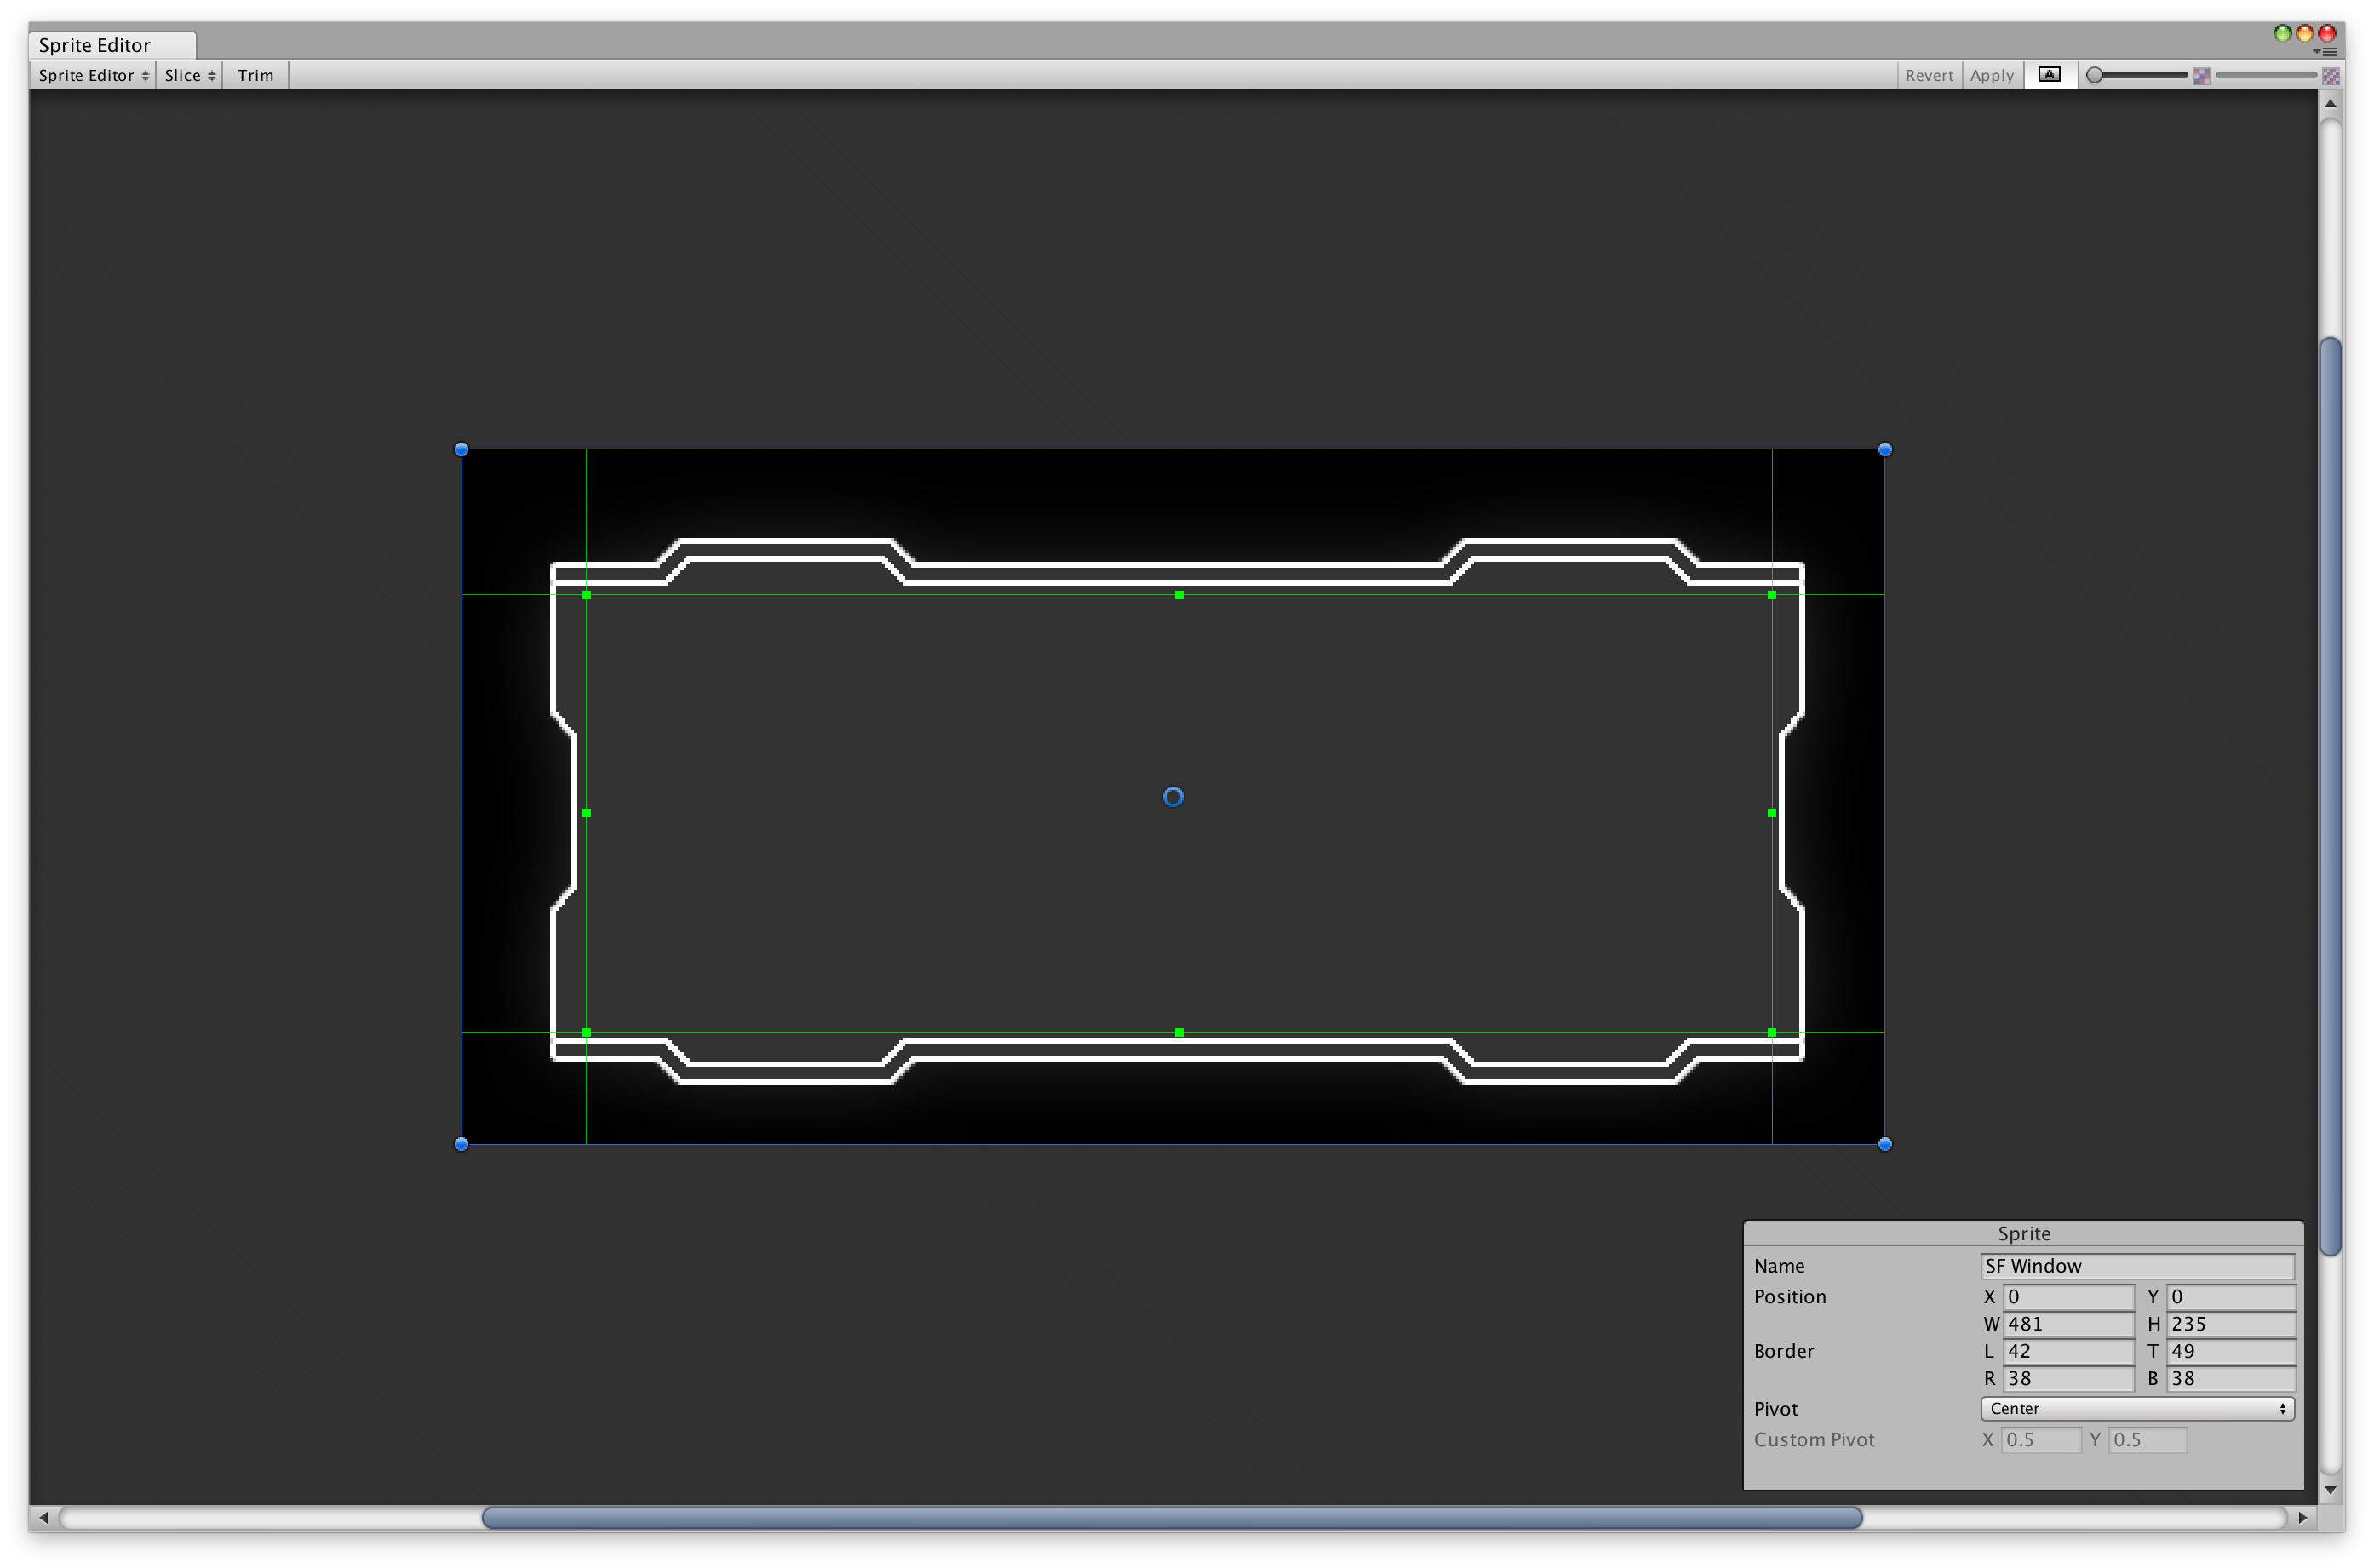 Sprite Editor
Sprite Editor Slice Trim Revert Apply A
Sprite
Name SF Window
Position X 0 Y 0
W 481 H 235
Border L 42 T 49
R 38 B 38
Pivot Center
Custom Pivot X 0.5 Y 0.5